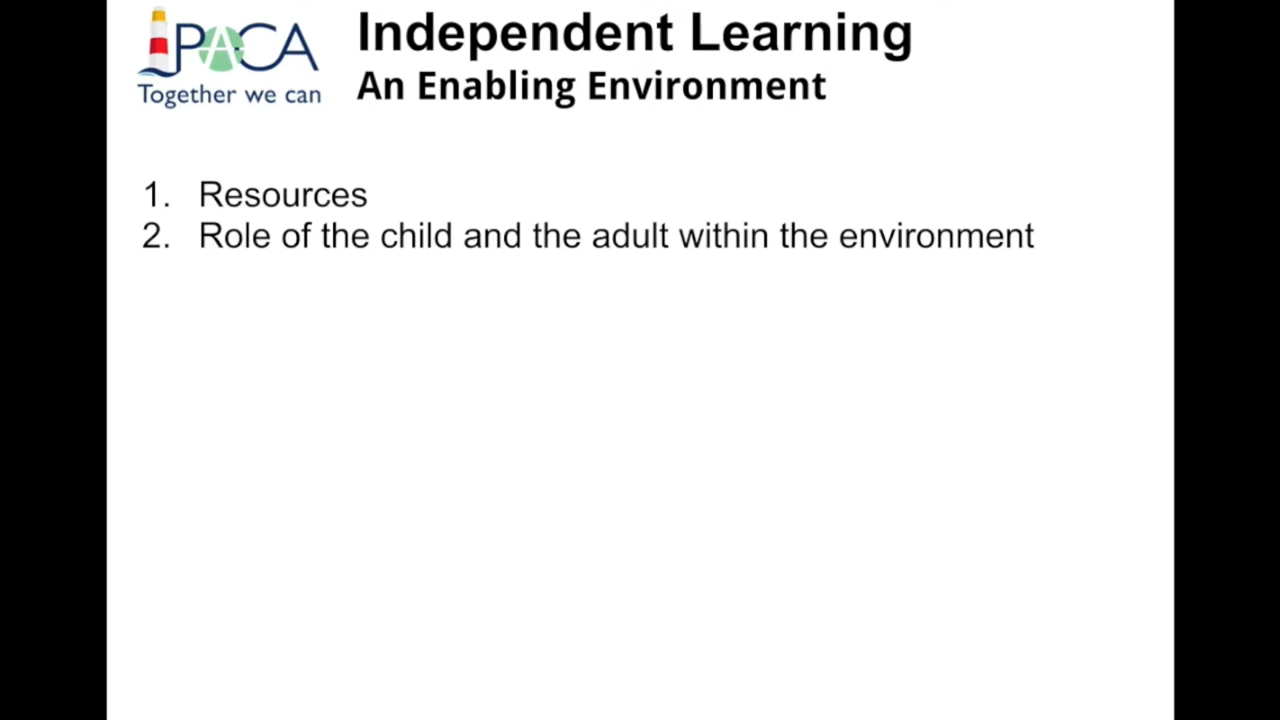 PACA
Together we can
Independent Learning
An Enabling Environment
1. Resources
2. Role of the child and the adult within the environment